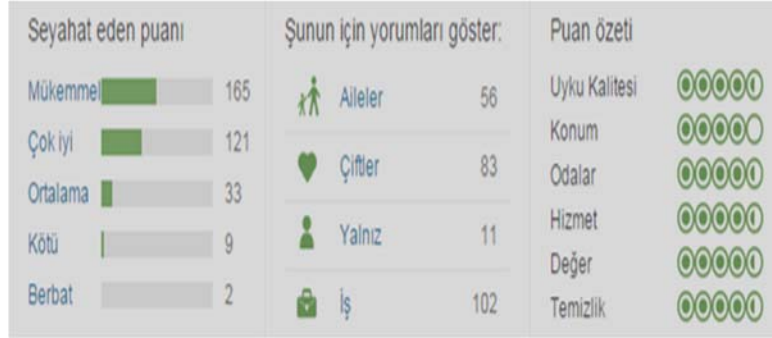 Seyahat eden puanı
Mükemmel 165
Çok iyi 121
Ortalama 33
Kötü 9
Berbat 2
Şunun için yorumları göster:
Aileler 56
Çiftler 83
Yalnız 11
İş 102
Puan özeti
Uyku Kalitesi
Konum
Odalar
Hizmet
Değer
Temizlik